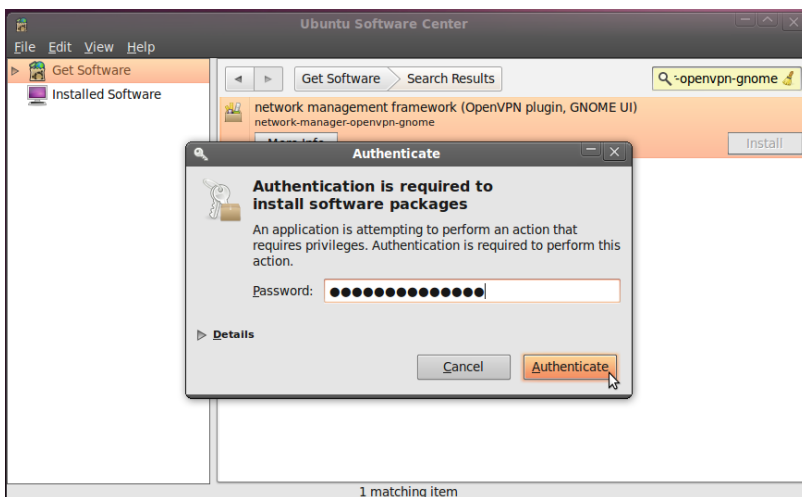 Ubuntu Software Center
File Edit View Help
Get Software
Installed Software
Get Software Search Results
-openvpn-gnome
network management framework (OpenVPN plugin, GNOME UI)
network-manager-openvpn-gnome
More Info
Install
Authenticate
Authentication is required to
install software packages
An application is attempting to perform an action that
requires privileges. Authentication is required to perform this
action.
Password: ●●●●●●●●●●●●●●
Details
Cancel Authenticate
1 matching item